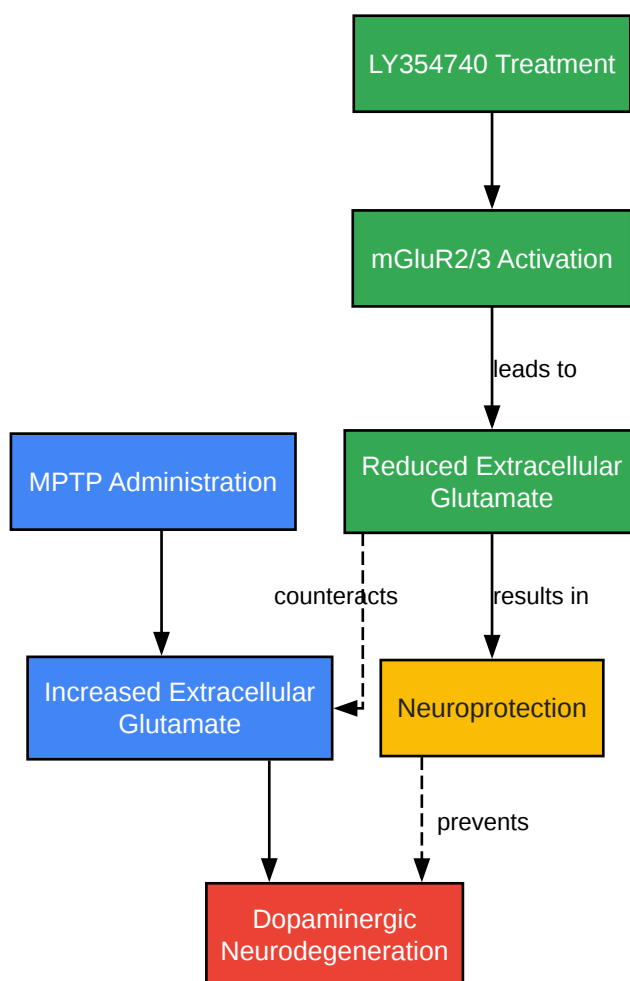 LY354740 Treatment
mGluR2/3 Activation
leads to
MPTP Administration
Reduced Extracellular
Glutamate
counteracts
results in
Increased Extracellular
Glutamate
Neuroprotection
prevents
Dopaminergic
Neurodegeneration